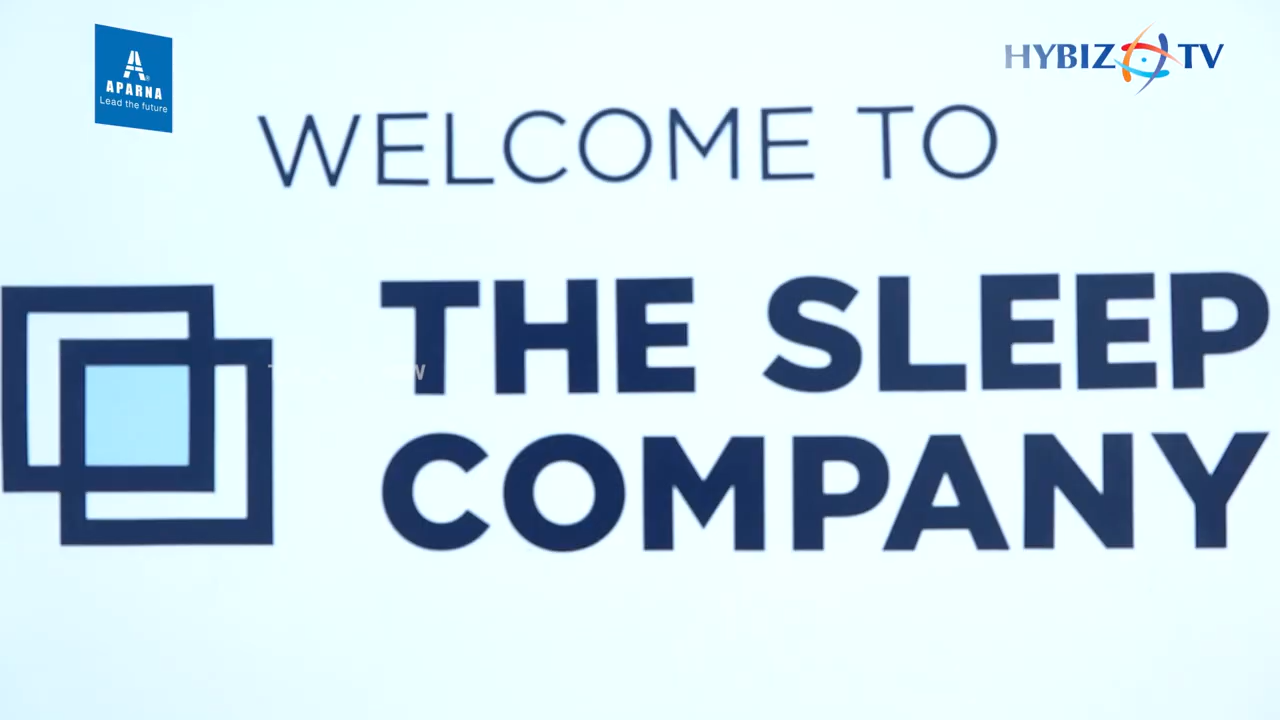 APARNA
Lead the future
HYBIZ TV
WELCOME TO
THE SLEEP
COMPANY